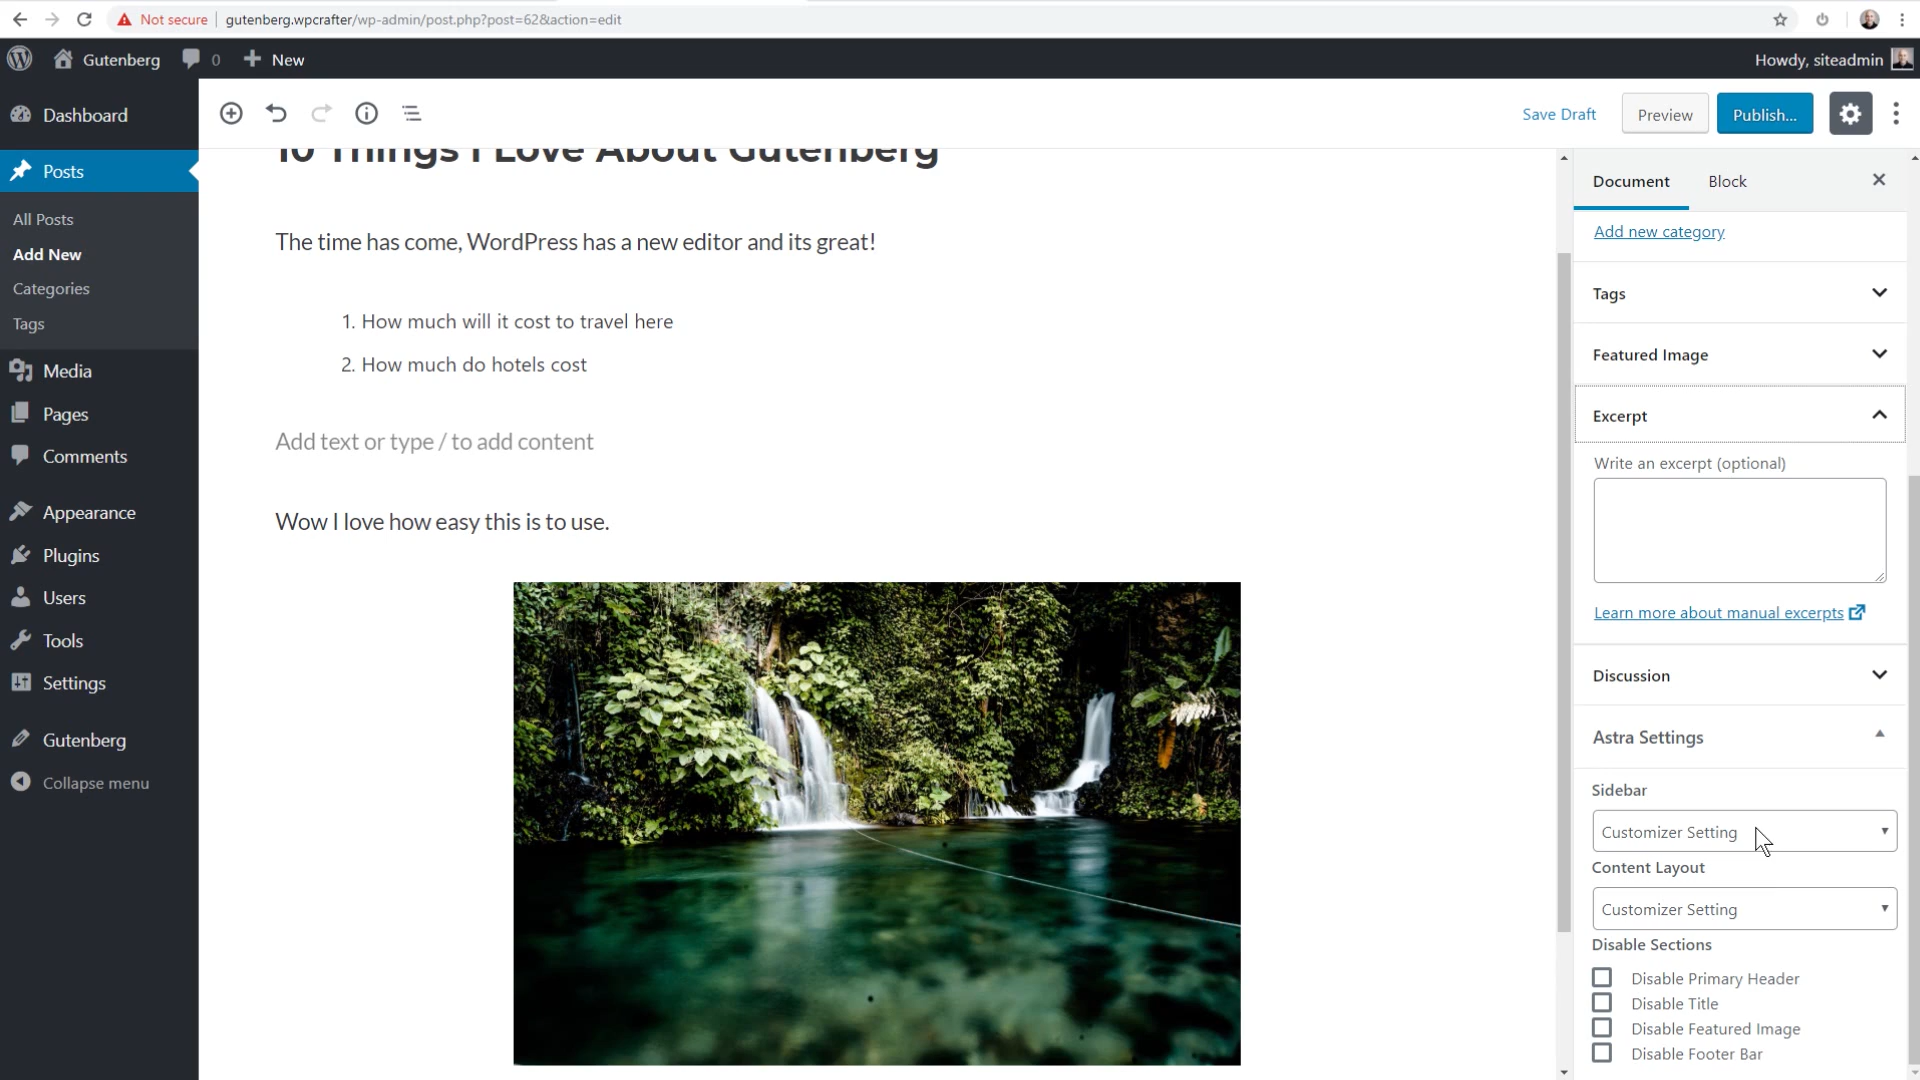 Not secure
gutenberg.wpcrafter/wp-admin/post.php?post=62&action=edit
Gutenberg
0
New
Howdy, siteadmin
Dashboard
Posts
All Posts
Add New
Categories
Tags
Media
Pages
Comments
Appearance
Plugins
Users
Tools
Settings
Gutenberg
Collapse menu
Save Draft
Preview
Publish...
10 Things I Love About Gutenberg
The time has come, WordPress has a new editor and its great!
1. How much will it cost to travel here
2. How much do hotels cost
Add text or type / to add content
Wow I love how easy this is to use.
Document
Block
Add new category
Tags
Featured Image
Excerpt
Write an excerpt (optional)
Learn more about manual excerpts
Discussion
Astra Settings
Sidebar
Customizer Setting
Content Layout
Customizer Setting
Disable Sections
Disable Primary Header
Disable Title
Disable Featured Image
Disable Footer Bar